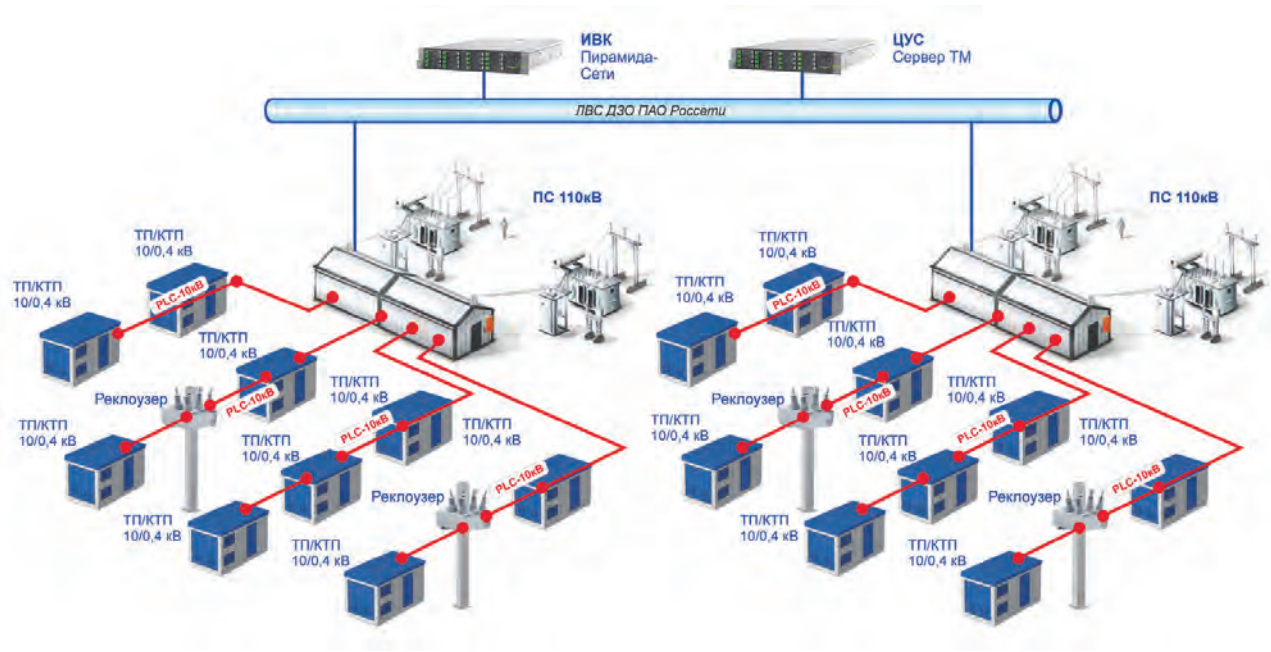 ИВК
Пирамида-
Сети
ЦУС
Сервер ТМ
ЛВС ДЗО ПАО Россети
ПС 110кВ
ПС 110кВ
ТП/КТП
10/0,4 кВ
ТП/КТП
10/0,4 кВ
PLC-10кВ
ТП/КТП
10/0,4 кВ
Реклоузер
PLC-10кВ
ТП/КТП
10/0,4 кВ
ТП/КТП
10/0,4 кВ
PLC-10кВ
ТП/КТП
10/0,4 кВ
ТП/КТП
10/0,4 кВ
Реклоузер
PLC-10кВ
ТП/КТП
10/0,4 кВ
ТП/КТП
10/0,4 кВ
ТП/КТП
10/0,4 кВ
ТП/КТП
10/0,4 кВ
PLC-10кВ
ТП/КТП
10/0,4 кВ
Реклоузер
PLC-10кВ
ТП/КТП
10/0,4 кВ
ТП/КТП
10/0,4 кВ
PLC-10кВ
ТП/КТП
10/0,4 кВ
ТП/КТП
10/0,4 кВ
Реклоузер
PLC-10кВ
ТП/КТП
10/0,4 кВ
ТП/КТП
10/0,4 кВ